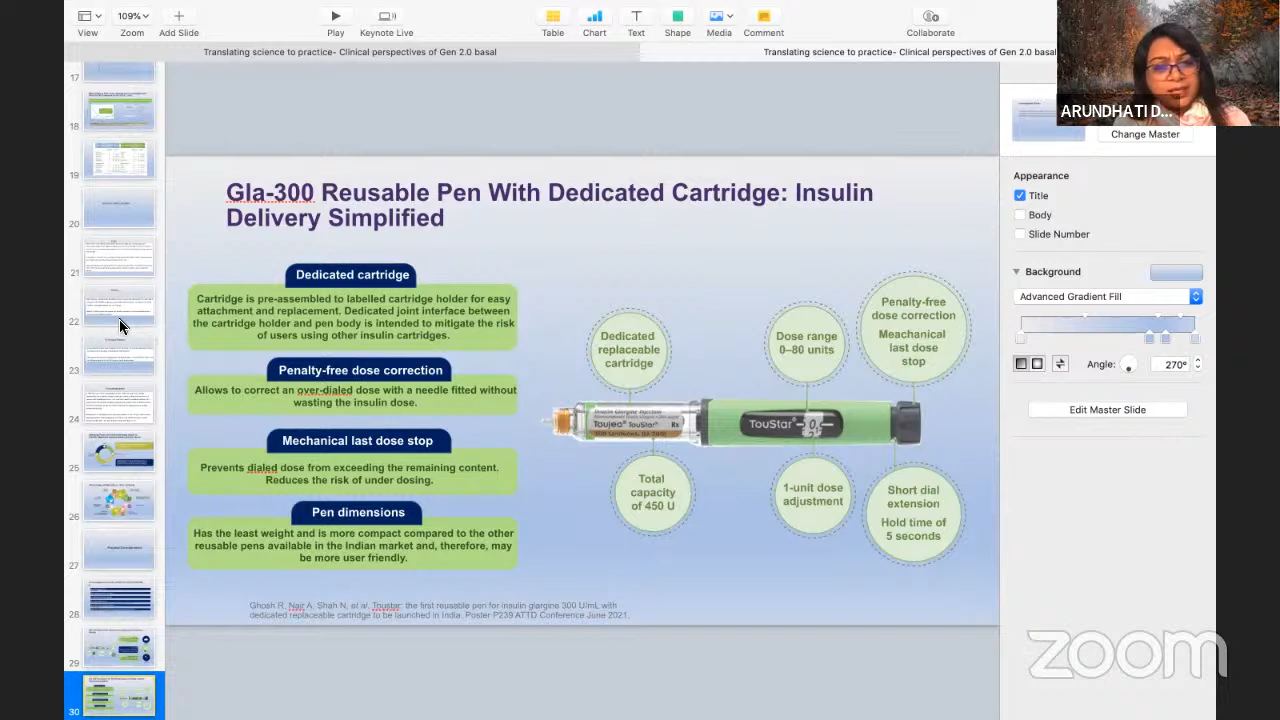 View
109%
Zoom
Add Slide
Play
Keynote Live
Table
Chart
Text
Shape
Media
Comment
Collaborate
Translating science to practice- Clinical perspectives of Gen 2.0 basal
Translating science to practice- Clinical perspectives of Gen 2.0 basal
ARUNDHATI D...
17
18
19
20
21
22
23
24
25
26
27
28
29
30
Gla-300 Reusable Pen With Dedicated Cartridge: Insulin
Delivery Simplified
Dedicated cartridge
Cartridge is pre-assembled to labelled cartridge holder for easy
attachment and replacement. Dedicated joint interface between
the cartridge holder and pen body is intended to mitigate the risk
of users using other insulin cartridges.
Penalty-free dose correction
Allows to correct an over-dialed dose with a needle fitted without
wasting the insulin dose.
Mechanical last dose stop
Prevents dialed dose from exceeding the remaining content.
Reduces the risk of under dosing.
Pen dimensions
Has the least weight and is more compact compared to the other
reusable pens available in the Indian market and, therefore, may
be more user friendly.
Dedicated
replaceable
cartridge
Dose range
0–80 units
Penalty-free
dose correction
Meachanical
last dose
stop
Toujeo® TouStar®
Rx
TouStar®
0
Total
capacity
of 450 U
1-unit dose
adjustment
Short dial
extension
Hold time of
5 seconds
Ghosh R, Nair A, Shah N, et al. Toustar: the first reusable pen for insulin glargine 300 U/mL with
dedicated replaceable cartridge to be launched in India. Poster P239 ATTD Conference June 2021.
Change Master
Appearance
Title
Body
Slide Number
Background
Advanced Gradient Fill
Angle:
270°
Edit Master Slide
zoom